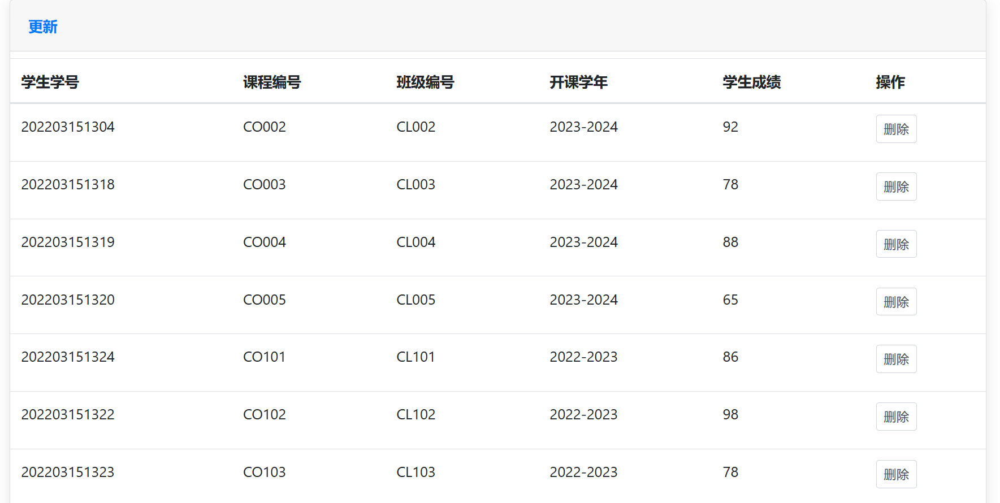 更新
学生学号 课程编号 班级编号 开课学年 学生成绩 操作
202203151304 CO002 CL002 2023-2024 92 删除
202203151318 CO003 CL003 2023-2024 78 删除
202203151319 CO004 CL004 2023-2024 88 删除
202203151320 CO005 CL005 2023-2024 65 删除
202203151324 CO101 CL101 2022-2023 86 删除
202203151322 CO102 CL102 2022-2023 98 删除
202203151323 CO103 CL103 2022-2023 78 删除